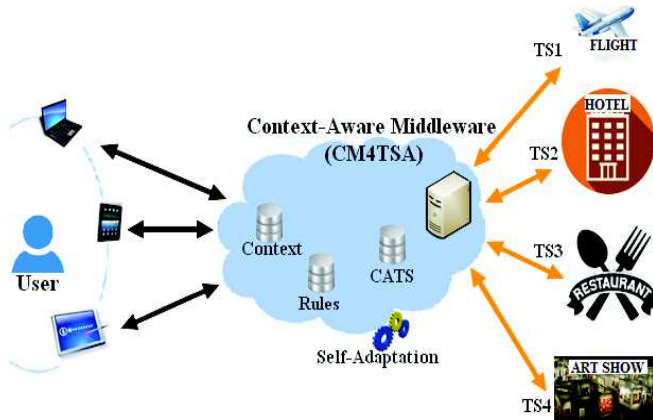 TS1
FLIGHT
HOTEL
Context-Aware Middleware
(CM4TSA)
TS2
Context
CATS
Rules
User
TS3
RESTAURANT
Self-Adaptation
ART SHOW
TS4